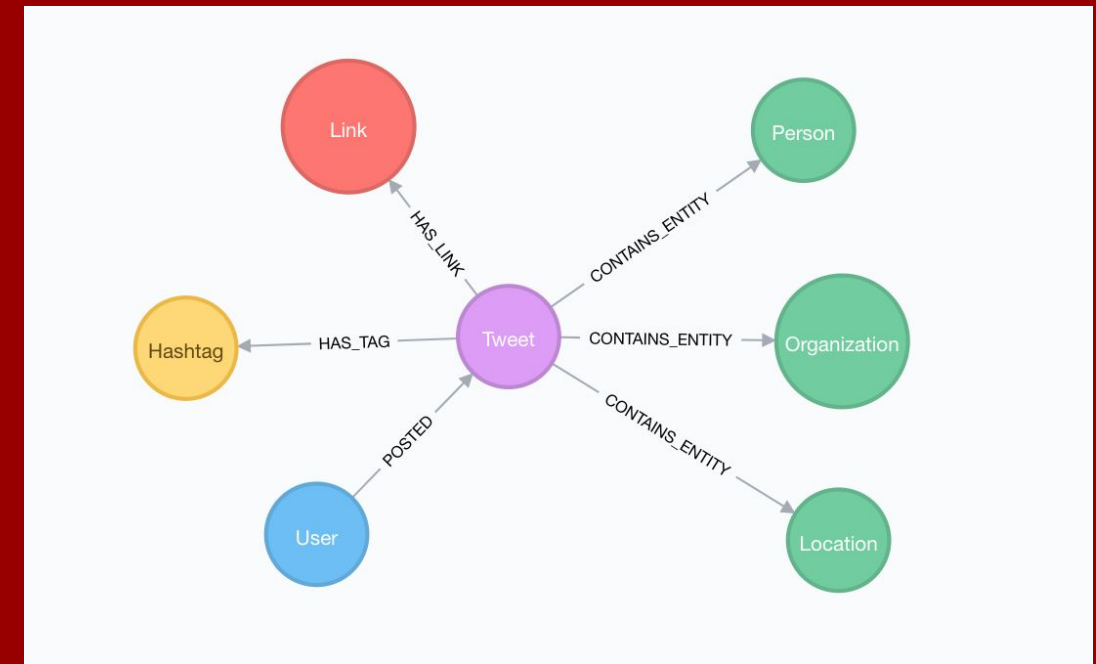 Link
Person
HAS_LINK
CONTAINS_ENTITY
Hashtag
HAS_TAG
Tweet
CONTAINS_ENTITY
Organization
POSTED
CONTAINS_ENTITY
User
Location